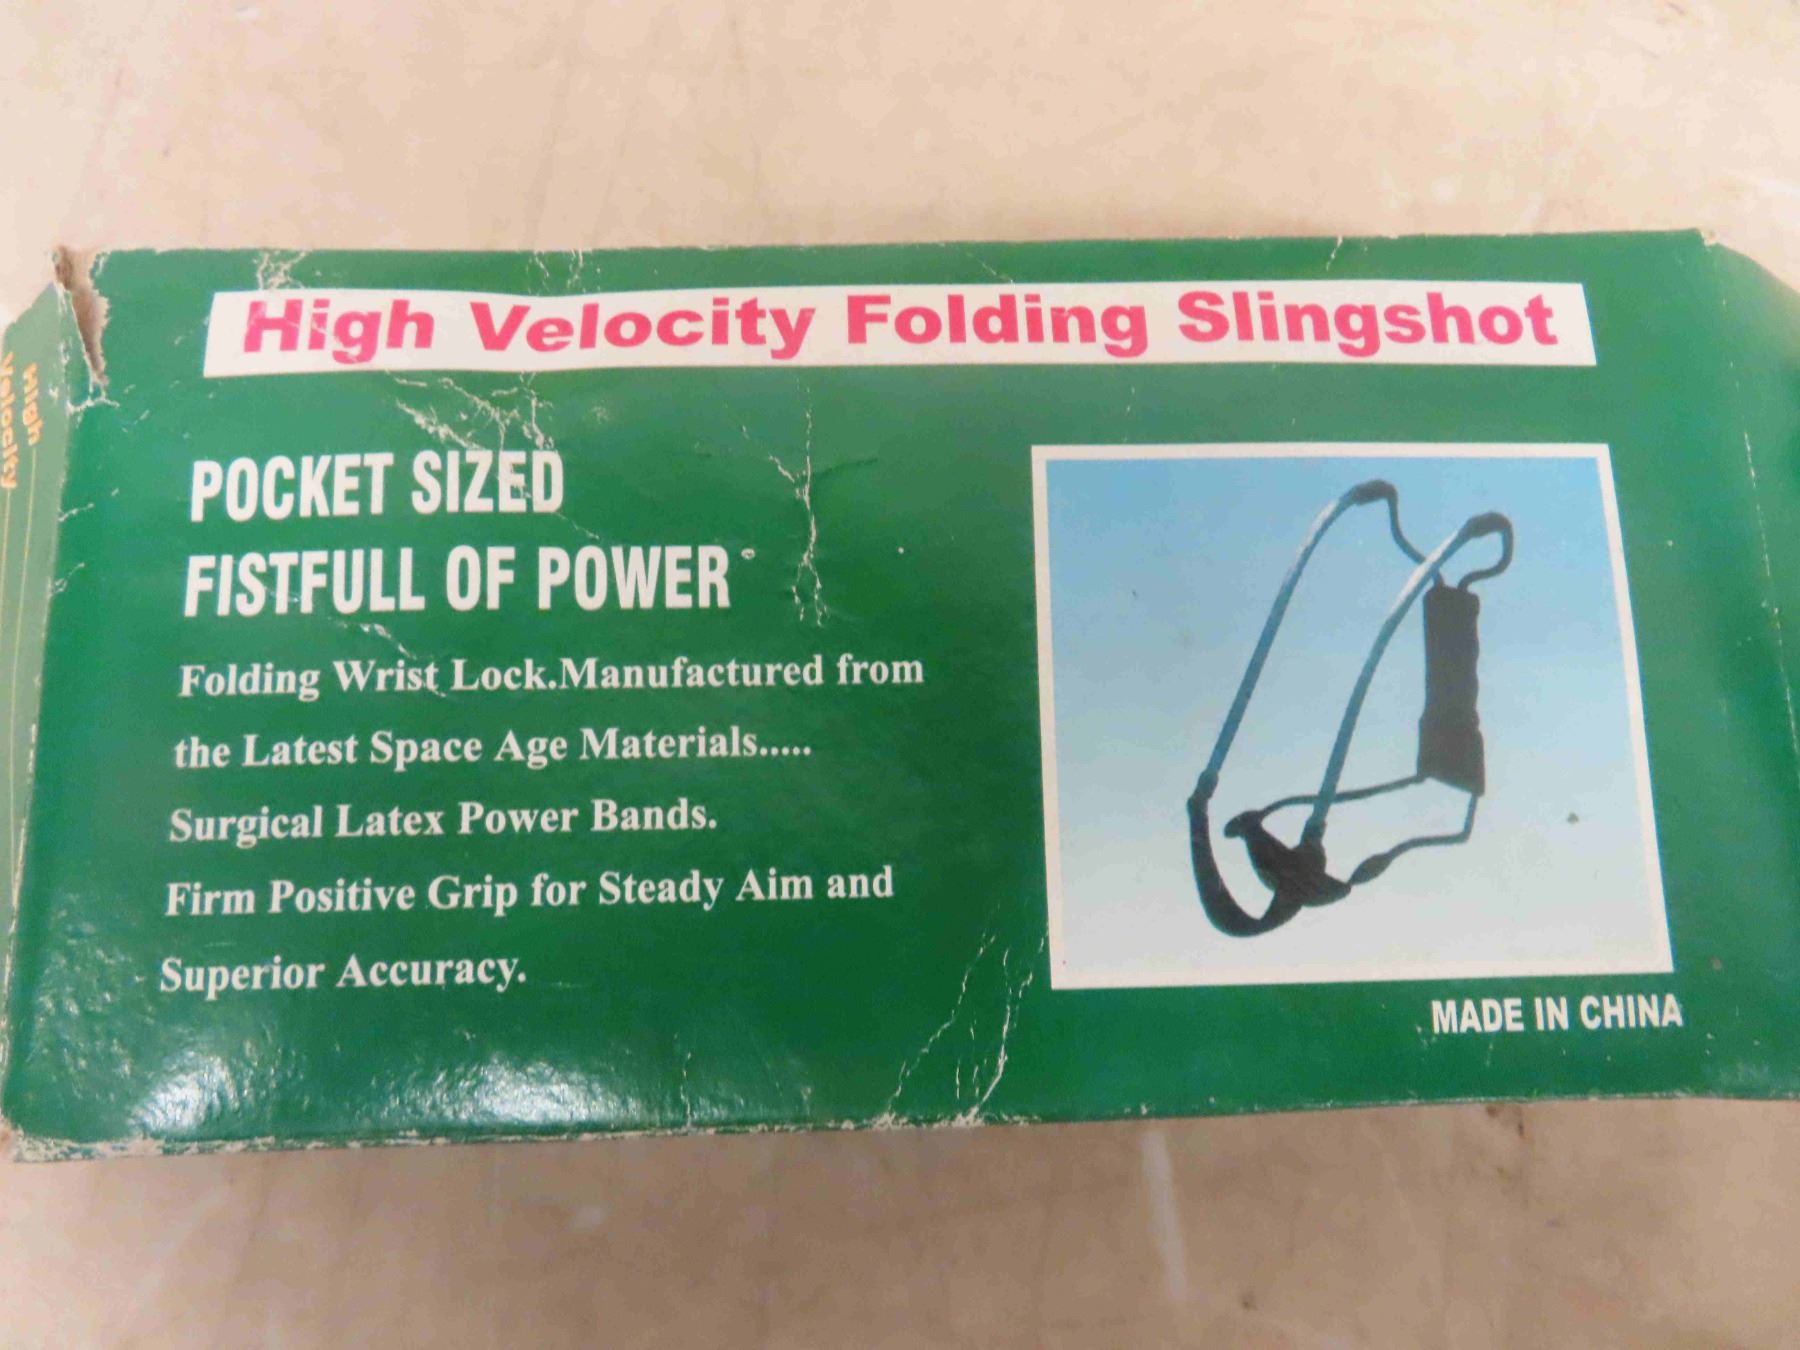 High Velocity Folding Slingshot
POCKET SIZED
FISTFULL OF POWER
Folding Wrist Lock.Manufactured from
the Latest Space Age Materials.....
Surgical Latex Power Bands.
Firm Positive Grip for Steady Aim and
Superior Accuracy.
MADE IN CHINA
High
Velocity